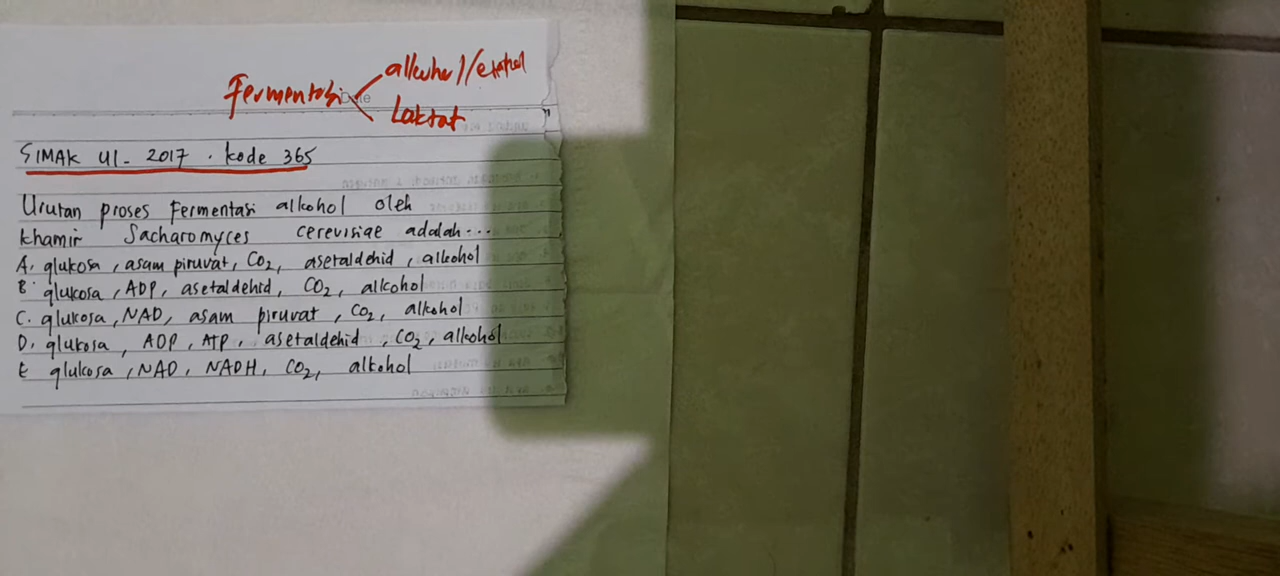 alkohol/etanol
Fermentasi
Laktat
SIMAK UI - 2017 . kode 365
Urutan proses Fermentasi alkohol oleh
khamir Sacharomyces cerevisiae adalah...
A. glukosa, asam piruvat, CO2, asetaldehid, alkohol
B. glukosa, ADP, asetaldehid, CO2, alkohol
C. glukosa, NAD, asam piruvat, CO2, alkohol
D. glukosa, ADP, ATP, asetaldehid, CO2, alkohol
E glukosa, NAD, NADH, CO2, alkohol